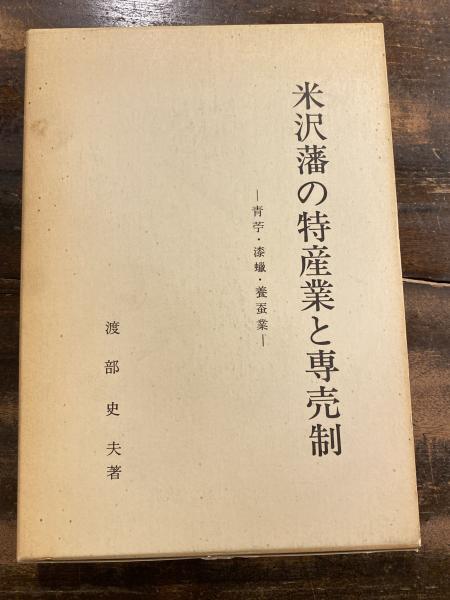 米沢藩の特産業と専売制
―青苧・漆蠟・養蚕業―
渡部史夫著